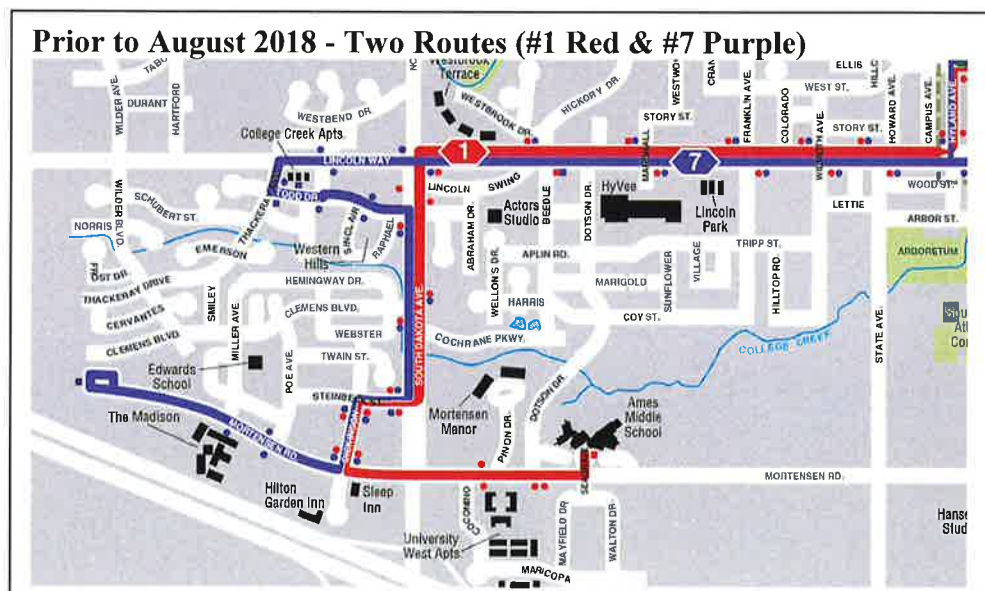 Prior to August 2018 - Two Routes (#1 Red & #7 Purple)
Westbrook
Terrace
WESTBROOK DR.
HICKORY DR.
ELLIS
WEST ST.
STORY ST.
STORY ST.
FRANKLIN AVE.
COLORADO
WILMOTH AVE.
HOWARD AVE.
CAMPUS AVE.
MARSHALL
WILDER AVE.
DURANT
HARTFORD
WESTBEND DR
College Creek Apts
LINCOLN WAY
1
7
TODD DR.
LINCOLN
SWING
BEEDLE
DOTSON DR.
HyVee
Lincoln
Park
WOOD ST.
LETTIE
ARBOR ST.
ARBORETUM
WILDER BLVD
SCHUBERT ST.
NORRIS
THACKERA
EMERSON
SINCLAIR
RAPHAEL
Western
Hills
ABRAHAM DR.
Actors
Studio
WELLONS DR.
APLIN RD.
TRIPP ST.
MARIGOLD
SUNFLOWER
VILLAGE
HILLTOP RD.
FROST DR.
THACKERAY DRIVE
CERVANTES
CLEMENS BLVD.
SMILEY
MILLER AVE.
HEMINGWAY DR.
CLEMENS BLVD.
WEBSTER
TWAIN ST.
POE AVE.
SOUTH DAKOTA AVE.
HARRIS
COY ST.
COCHRANE PKWY.
COLLEGE CREEK
STATE AVE.
Edwards
School
The Madison
MORTENSEN RD.
Mortensen
Manor
PINON DR.
DOTSON DR.
Ames
Middle
School
MORTENSEN RD.
Hilton
Garden Inn
Sleep
Inn
University
West Apts.
MAYFIELD DR
WALTON DR.
MARICOPA